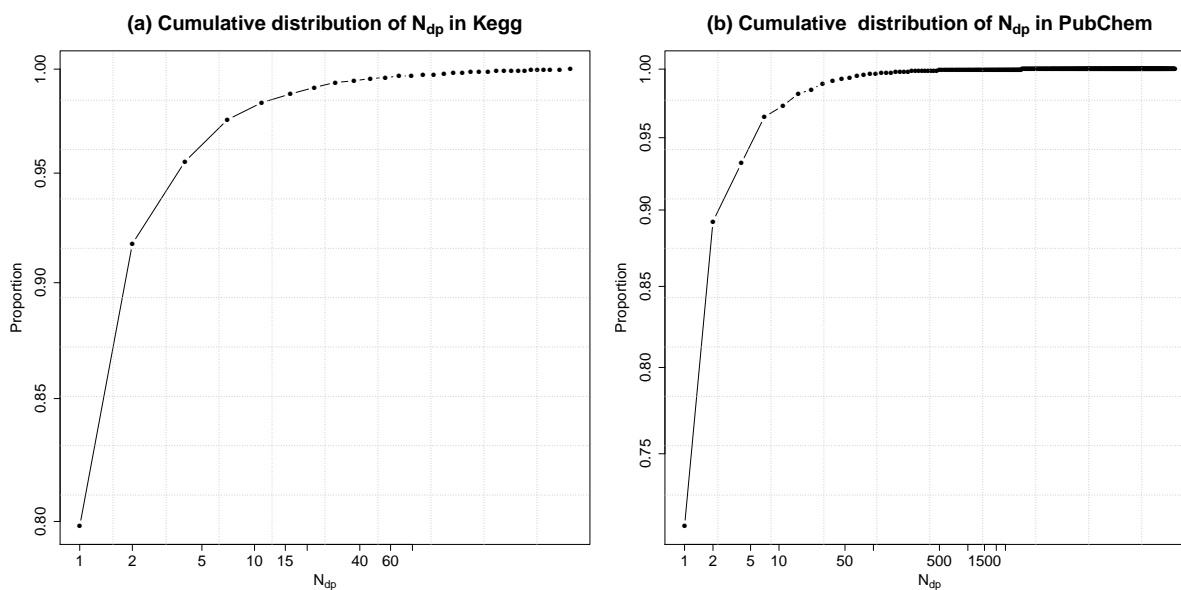 (a) Cumulative distribution of Ndp in Kegg
1.00
0.95
0.90
0.85
0.80
Proportion
1 2 5 10 15 40 60
Ndp
(b) Cumulative distribution of Ndp in PubChem
1.00
0.95
0.90
0.85
0.80
0.75
Proportion
1 2 5 10 50 500 1500
Ndp